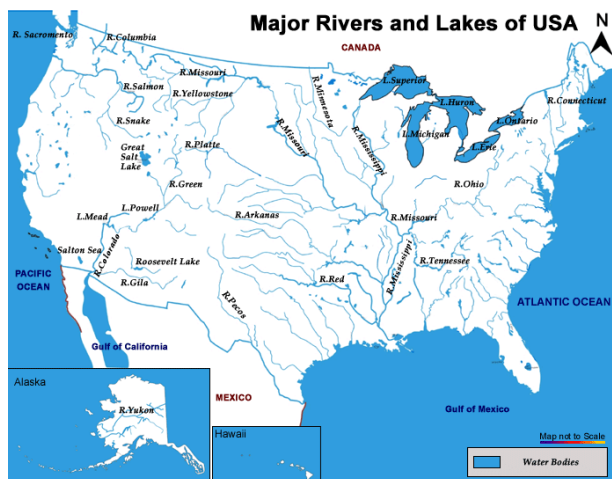 Major Rivers and Lakes of USA
N
CANADA
R. Sacramento
R.Columbia
R.Missouri
L.Superior
R.Salmon
R.Yellowstone
R.Mirmesota
L.Huron
R.Connecticut
R.Snake
L.Ontario
R.Missouri
R.Mississippi
L.Michigan
Great
Salt
Lake
R.Platte
L.Erie
R.Green
R.Ohio
L.Powell
L.Mead
R.Arkanas
R.Missouri
Salton Sea
R.Colorado
Roosevelt Lake
R.Mississippi
R.Tennessee
PACIFIC
OCEAN
R.Gila
R.Red
R.Pecos
ATLANTIC OCEAN
Gulf of California
Alaska
R.Yukon
MEXICO
Gulf of Mexico
Hawaii
Map not to Scale
Water Bodies